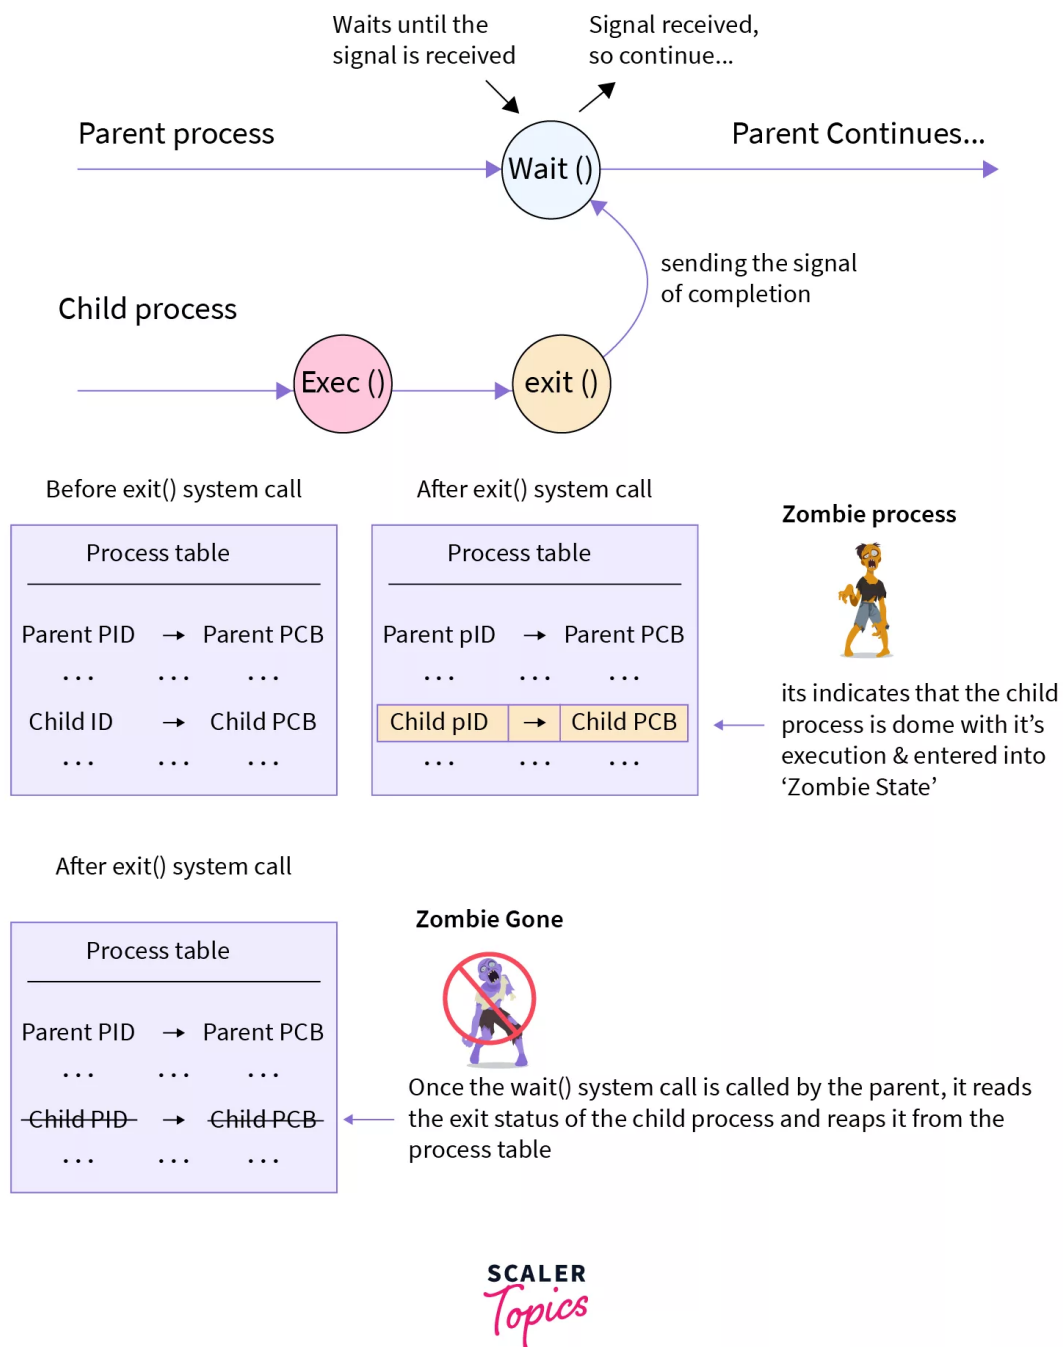 Waits until the
signal is received
Signal received,
so continue...
Parent process
Wait ()
Parent Continues...
sending the signal
of completion
Child process
Exec ()
exit ()
Before exit() system call
Process table
Parent PID → Parent PCB
... ... ...
Child ID → Child PCB
... ... ...
After exit() system call
Process table
Parent pID → Parent PCB
... ... ...
Child pID → Child PCB
... ... ...
Zombie process
its indicates that the child
process is dome with it's
execution & entered into
‘Zombie State’
After exit() system call
Process table
Parent PID → Parent PCB
... ... ...
Child PID → Child PCB
... ... ...
Zombie Gone
Once the wait() system call is called by the parent, it reads
the exit status of the child process and reaps it from the
process table
SCALER
Topics